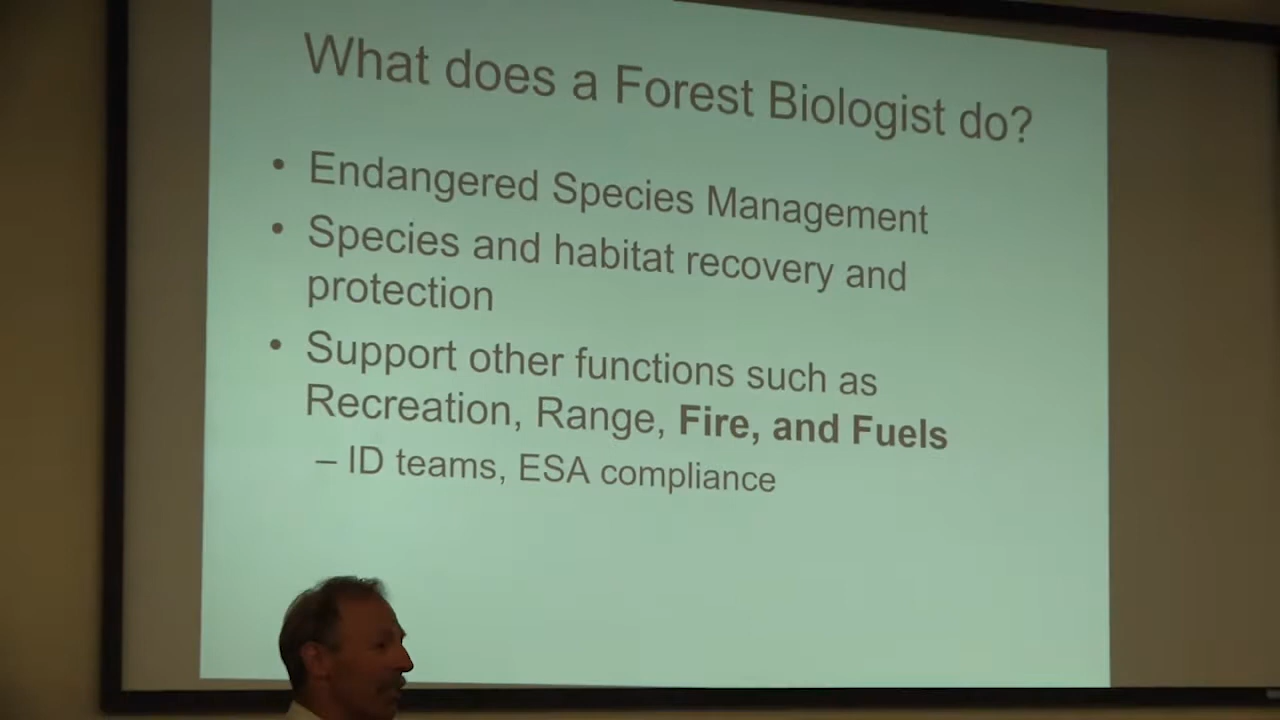 What does a Forest Biologist do?
• Endangered Species Management
• Species and habitat recovery and
protection
• Support other functions such as
Recreation, Range, Fire, and Fuels
– ID teams, ESA compliance